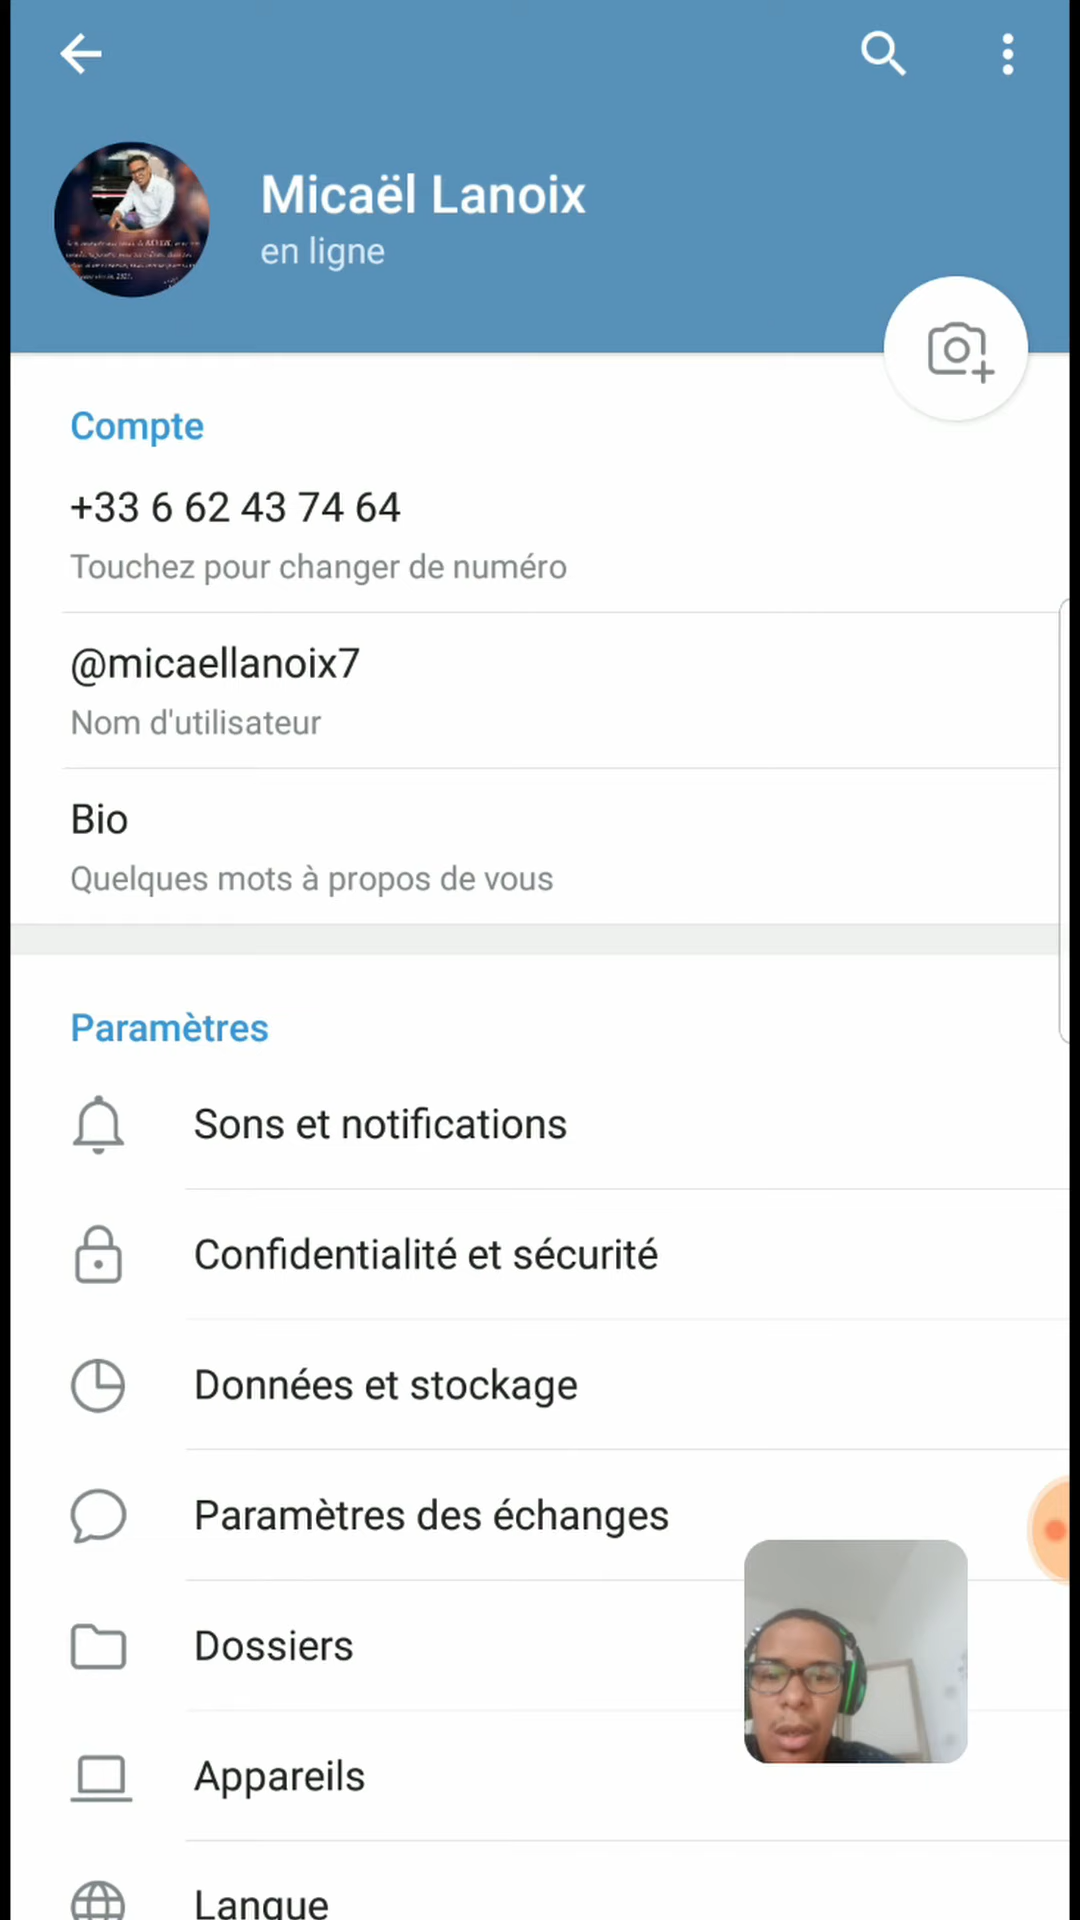 Micaël Lanoix
en ligne
Compte
+33 6 62 43 74 64
Touchez pour changer de numéro
@micaellanoix7
Nom d'utilisateur
Bio
Quelques mots à propos de vous
Paramètres
Sons et notifications
Confidentialité et sécurité
Données et stockage
Paramètres des échanges
Dossiers
Appareils
Langue